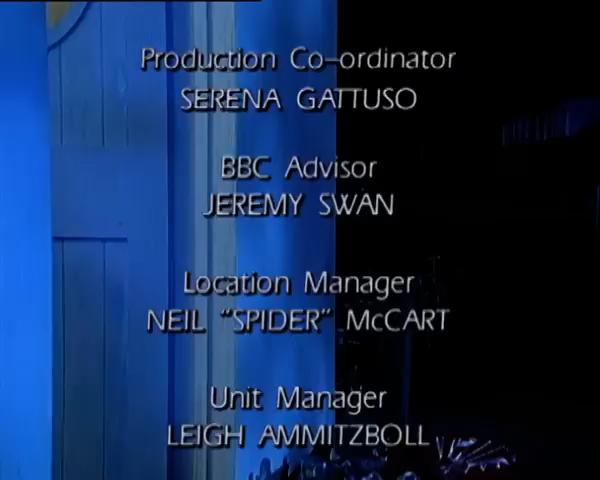 Production Co-ordinator
SERENA GATTUSO
BBC Advisor
JEREMY SWAN
Location Manager
NEIL "SPIDER" McCART
Unit Manager
LEIGH AMMITZBOLL